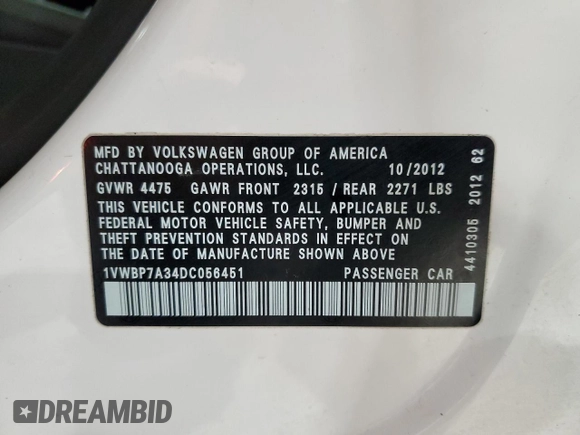 MFD BY VOLKSWAGEN GROUP OF AMERICA
CHATTANOOGA OPERATIONS, LLC. 10/2012
GVWR 4475 GAWR FRONT 2315 / REAR 2271 LBS
THIS VEHICLE CONFORMS TO ALL APPLICABLE U.S.
FEDERAL MOTOR VEHICLE SAFETY, BUMPER AND
THEFT PREVENTION STANDARDS IN EFFECT ON
THE DATE OF MANUFACTURE SHOWN ABOVE
1VWBP7A34DC056451 PASSENGER CAR
4410305 2012 62
DREAMBID